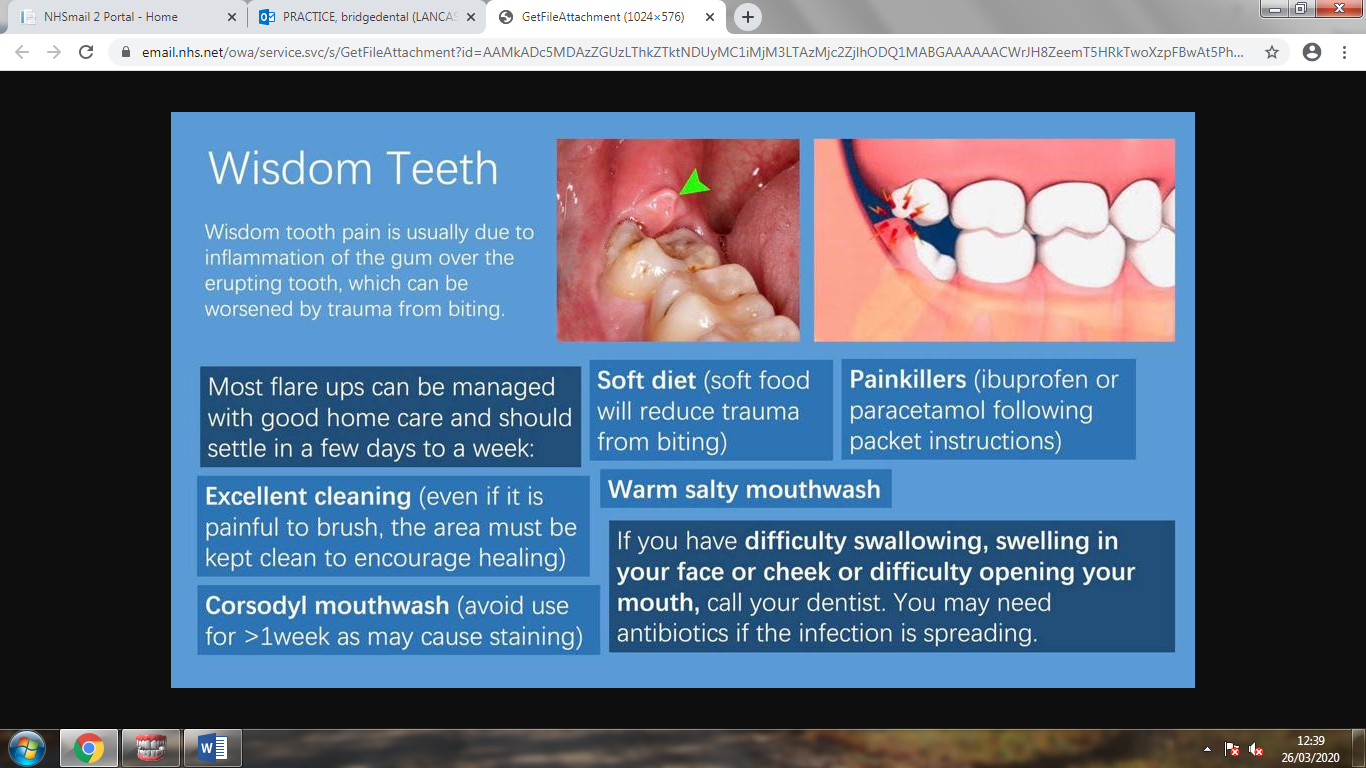 NHSmail 2 Portal - Home
PRACTICE, bridgedental (LANCAS
GetFileAttachment (1024×576)
email.nhs.net/owa/service.svc/s/GetFileAttachment?id=AAMkADc5MDAzZGUzLThkZTktNDUyMC1iMjM3LTAzMjc2ZjlhODQ1MABGAAAAAACWrJH8ZeemT5HRkTwoXzpFBwAt5Ph...
Wisdom Teeth
Wisdom tooth pain is usually due to
inflammation of the gum over the
erupting tooth, which can be
worsened by trauma from biting.
Most flare ups can be managed
with good home care and should
settle in a few days to a week:
Soft diet (soft food
will reduce trauma
from biting)
Painkillers (ibuprofen or
paracetamol following
packet instructions)
Excellent cleaning (even if it is
painful to brush, the area must be
kept clean to encourage healing)
Warm salty mouthwash
Corsodyl mouthwash (avoid use
for >1week as may cause staining)
If you have difficulty swallowing, swelling in
your face or cheek or difficulty opening your
mouth, call your dentist. You may need
antibiotics if the infection is spreading.
12:39
26/03/2020